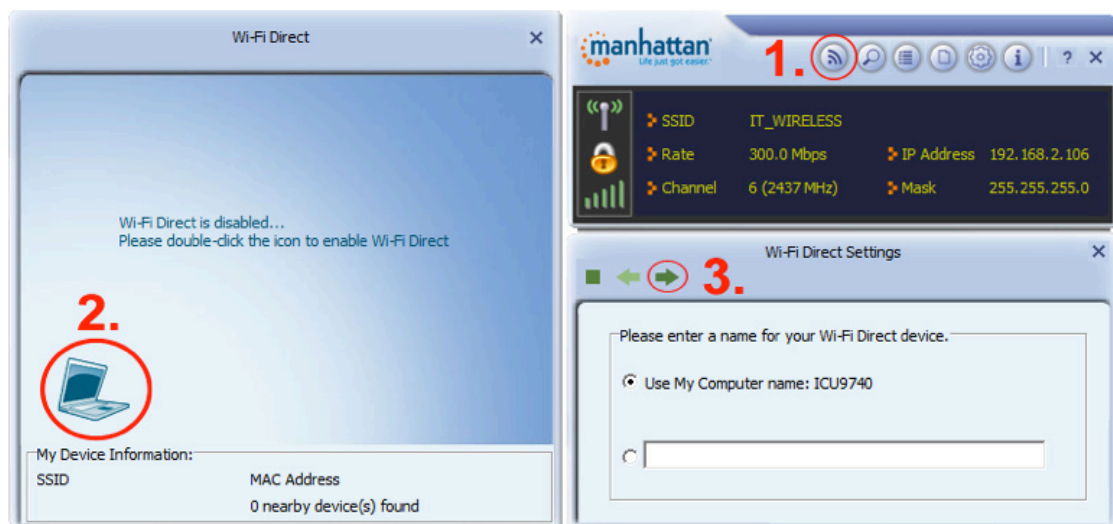 Wi-Fi Direct
Wi-Fi Direct is disabled...
Please double-click the icon to enable Wi-Fi Direct
2.
My Device Information:
SSID MAC Address
0 nearby device(s) found
manhattan
Life just got easier.
1.
i ? ×
SSID IT_WIRELESS
Rate 300.0 Mbps IP Address 192.168.2.106
Channel 6 (2437 MHz) Mask 255.255.255.0
Wi-Fi Direct Settings
3.
Please enter a name for your Wi-Fi Direct device.
Use My Computer name: ICU9740